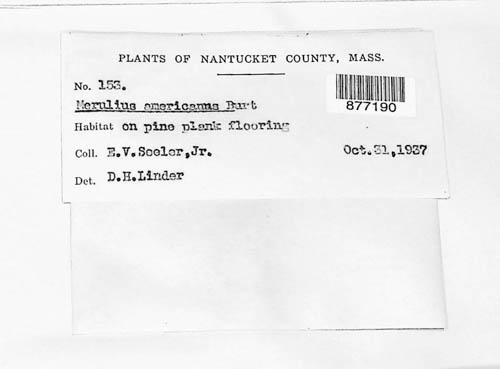 PLANTS OF NANTUCKET COUNTY, MASS.
No. 153.
Merulius americanus Burt
877190
Habitat on pine plank flooring
Coll. E.V.Seeler,Jr. Oct.31,1937
Det. D.H.Linder